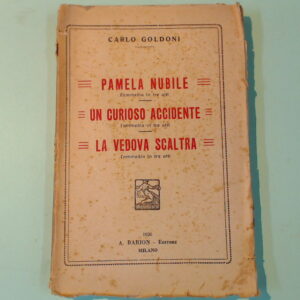 CARLO GOLDONI
PAMELA NUBILE
Commedia in tre atti
UN CURIOSO ACCIDENTE
Commedia in tre atti
LA VEDOVA SCALTRA
Commedia in tre atti
A. BARION - Editore
MILANO